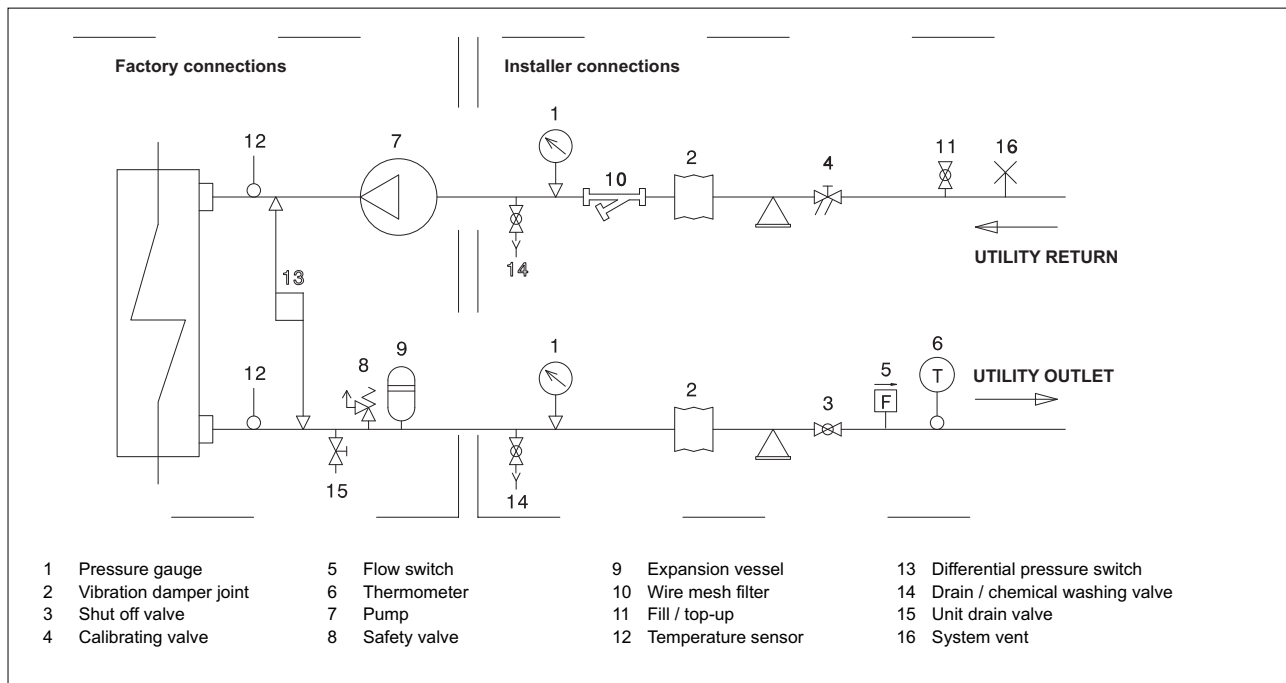 Factory connections
Installer connections
12
7
1
10
2
4
11
16
13
14
UTILITY RETURN
12
8
9
1
2
3
5
F
6
T
UTILITY OUTLET
15
14
1 Pressure gauge
2 Vibration damper joint
3 Shut off valve
4 Calibrating valve
5 Flow switch
6 Thermometer
7 Pump
8 Safety valve
9 Expansion vessel
10 Wire mesh filter
11 Fill / top-up
12 Temperature sensor
13 Differential pressure switch
14 Drain / chemical washing valve
15 Unit drain valve
16 System vent